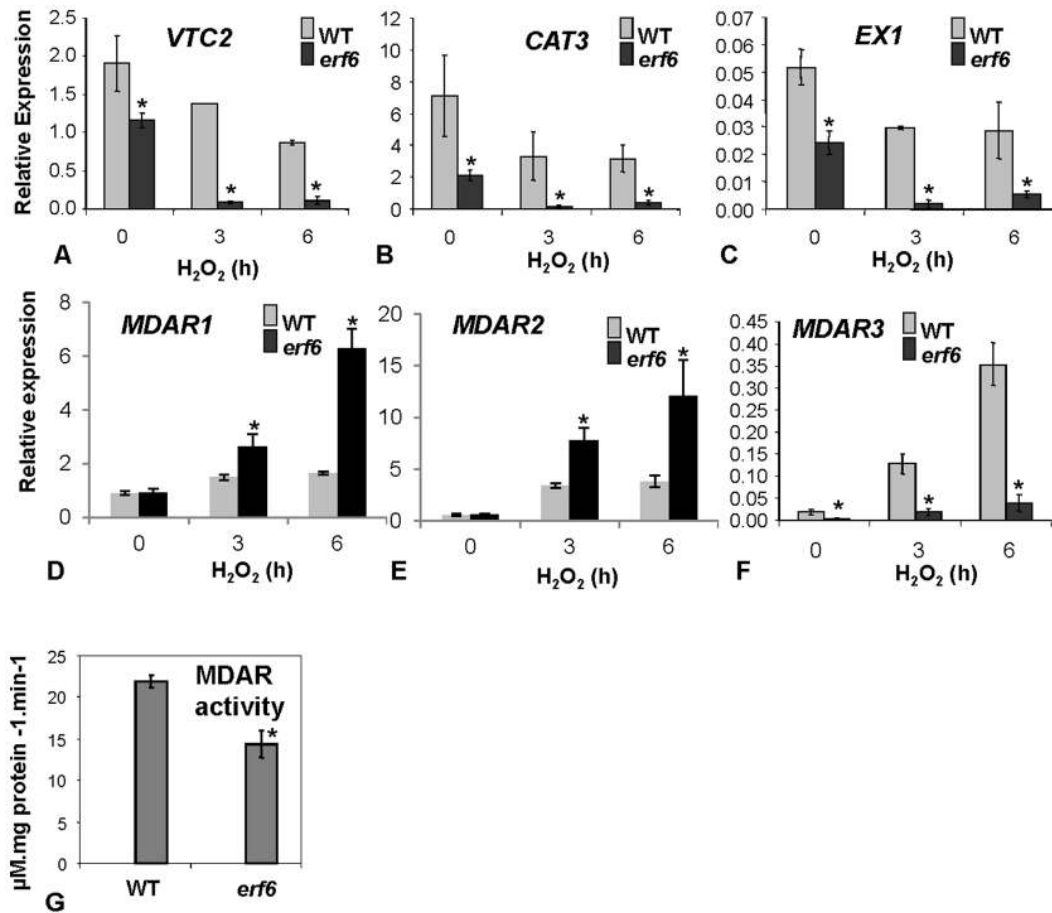 Relative Expression
2.5
2.0
1.5
1.0
0.5
0.0
VTC2
WT
erf6
*
*
*
0 3 6
A
H₂O₂ (h)
12
10
8
6
4
2
0
CAT3
WT
erf6
*
*
*
0 3 6
B
H₂O₂ (h)
0.07
0.06
0.05
0.04
0.03
0.02
0.01
0.00
EX1
WT
erf6
*
*
*
0 3 6
C
H₂O₂ (h)
Relative expression
8
6
4
2
0
MDAR1
WT
erf6
*
*
0 3 6
D
H₂O₂ (h)
20
15
10
5
0
MDAR2
WT
erf6
*
*
0 3 6
E
H₂O₂ (h)
0.45
0.40
0.35
0.30
0.25
0.20
0.15
0.10
0.05
0.00
MDAR3
WT
erf6
*
*
*
0 3 6
F
H₂O₂ (h)
µM.mg protein -1.min-1
25
20
15
10
5
0
MDAR
activity
*
WT erf6
G